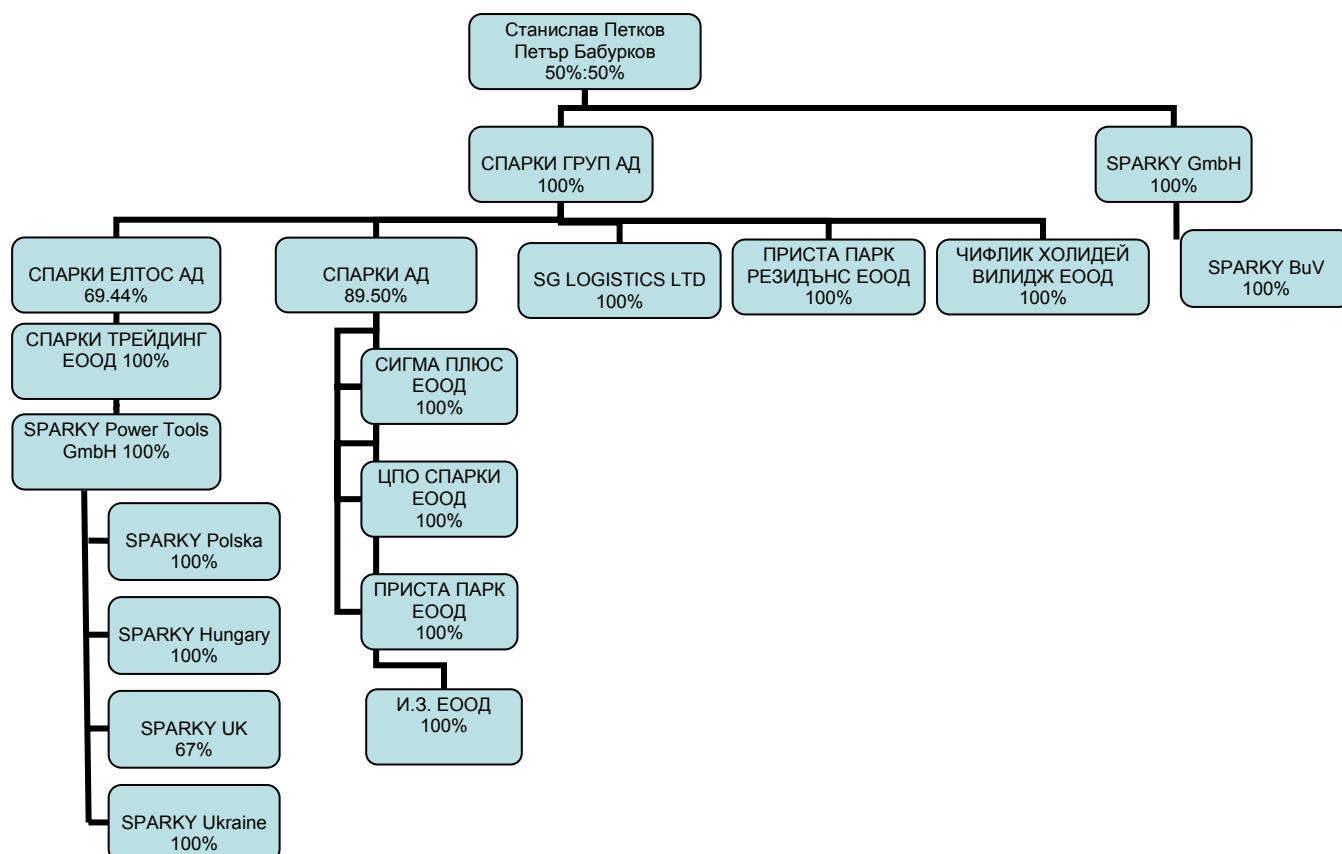 Станислав Петков
Петър Бабурков
50%:50%
СПАРКИ ГРУП АД
100%
SPARKY GmbH
100%
СПАРКИ ЕЛТОС АД
69.44%
СПАРКИ АД
89.50%
SG LOGISTICS LTD
100%
ПРИСТА ПАРК
РЕЗИДЪНС ЕООД
100%
ЧИФЛИК ХОЛИДЕЙ
ВИЛИДЖ ЕООД
100%
SPARKY BuV
100%
СПАРКИ ТРЕЙДИНГ
ЕООД 100%
SPARKY Power Tools
GmbH 100%
SPARKY Polska
100%
SPARKY Hungary
100%
SPARKY UK
67%
SPARKY Ukraine
100%
СИГМА ПЛЮС
ЕООД
100%
ЦПО СПАРКИ
ЕООД
100%
ПРИСТА ПАРК
ЕООД
100%
И.З. ЕООД
100%